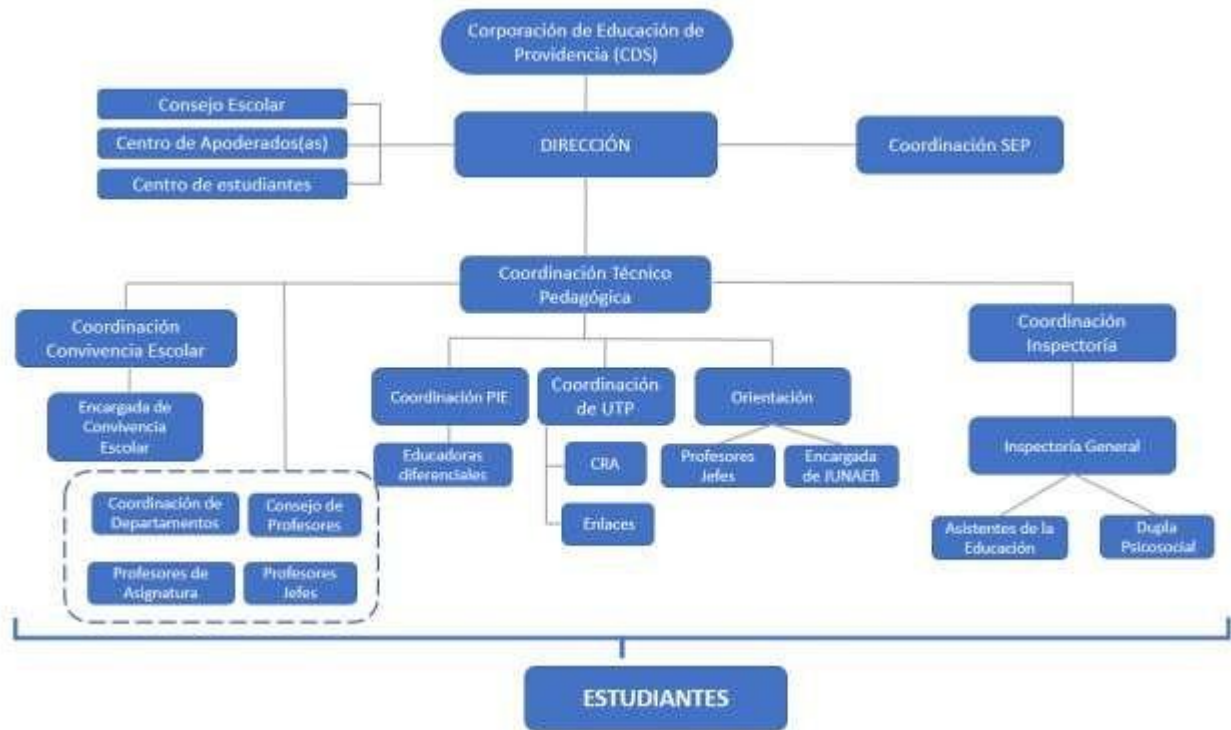 Corporación de Educación de
Providencia (CDS)
Consejo Escolar
Centro de Apoderados(as)
Centro de estudiantes
DIRECCIÓN
Coordinación SEP
Coordinación Técnico
Pedagógica
Coordinación
Convivencia Escolar
Encargada de
Convivencia
Escolar
Coordinación de
Departamentos
Consejo de
Profesores
Profesores de
Asignatura
Profesores
Jefes
Coordinación PIE
Educadoras
diferenciales
Coordinación
de UTP
CRA
Enlaces
Orientación
Profesores
Jefes
Encargada
de JUNAEB
Coordinación
Inspectoría
Inspectoría General
Asistentes de la
Educación
Dupla
Psicosocial
ESTUDIANTES